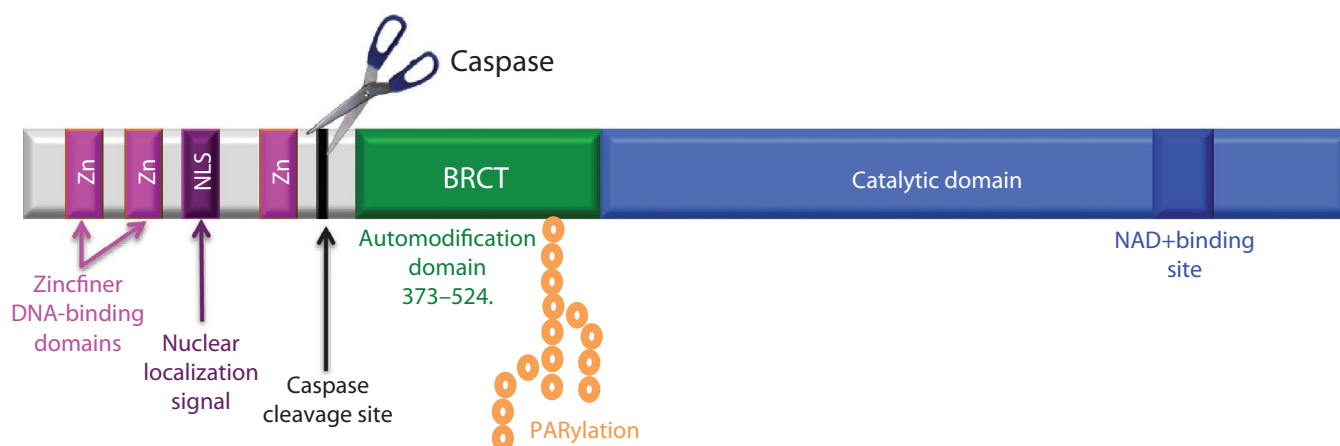 Caspase
Zn
Zn
NLS
Zn
BRCT
Catalytic domain
Zincfiner
DNA-binding
domains
Nuclear
localization
signal
Caspase
cleavage site
Automodification
domain
373–524.
PARylation
NAD+binding
site